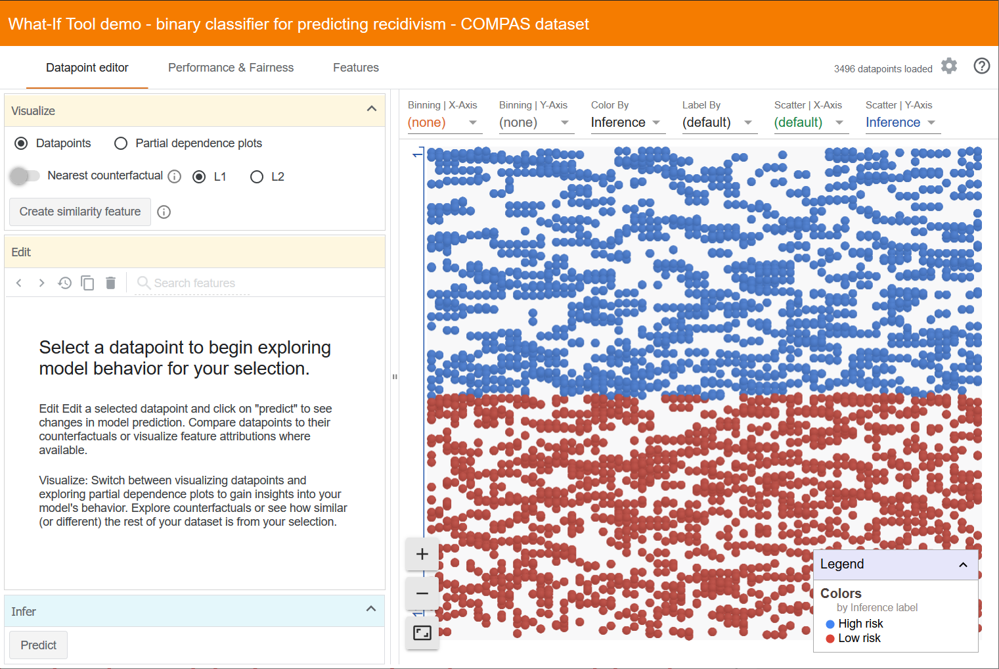 What-If Tool demo - binary classifier for predicting recidivism - COMPAS dataset
Datapoint editor
Performance & Fairness
Features
3496 datapoints loaded
Visualize
Datapoints
Partial dependence plots
Nearest counterfactual
L1
L2
Create similarity feature
Edit
Search features
Select a datapoint to begin exploring
model behavior for your selection.
Edit Edit a selected datapoint and click on "predict" to see
changes in model prediction. Compare datapoints to their
counterfactuals or visualize feature attributions where
available.
Visualize: Switch between visualizing datapoints and
exploring partial dependence plots to gain insights into your
model's behavior. Explore counterfactuals or see how similar
(or different) the rest of your dataset is from your selection.
Infer
Predict
Binning | X-Axis
(none)
Binning | Y-Axis
(none)
Color By
Inference
Label By
(default)
Scatter | X-Axis
(default)
Scatter | Y-Axis
Inference
1
Legend
Colors
by Inference label
High risk
Low risk